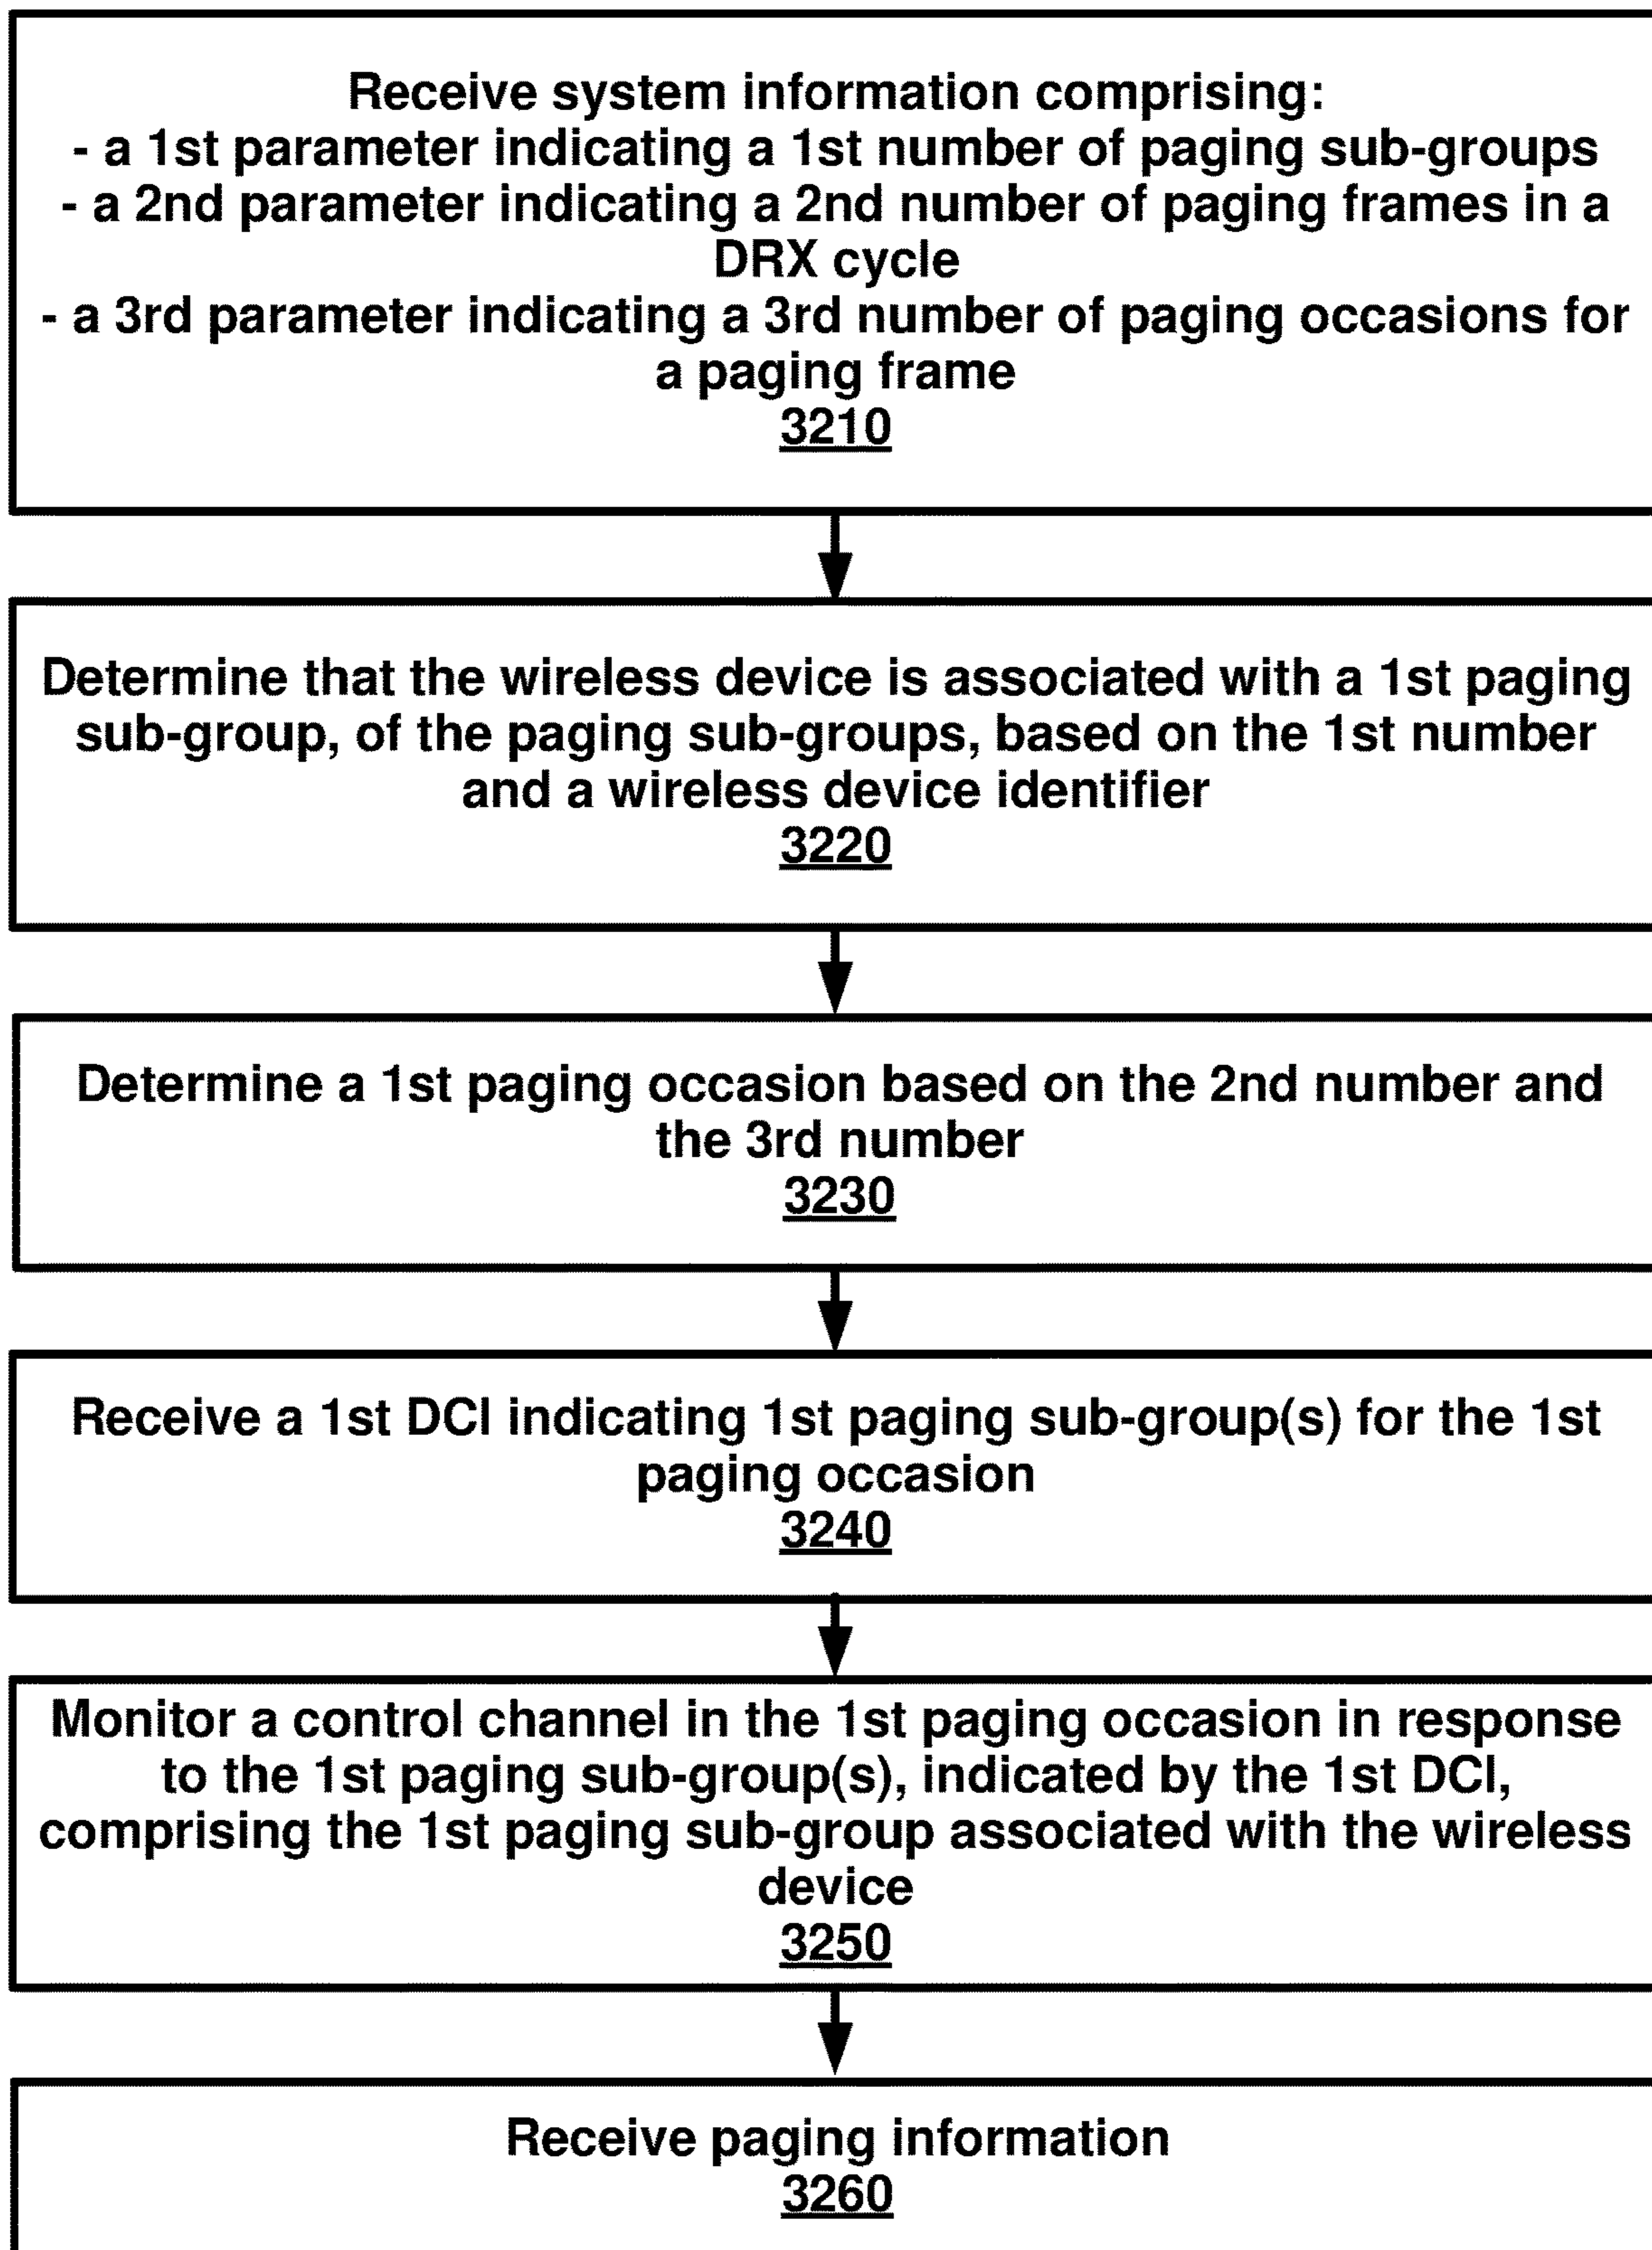 Receive system information comprising:
- a 1st parameter indicating a 1st number of paging sub-groups
- a 2nd parameter indicating a 2nd number of paging frames in a
DRX cycle
- a 3rd parameter indicating a 3rd number of paging occasions for
a paging frame
3210
Determine that the wireless device is associated with a 1st paging
sub-group, of the paging sub-groups, based on the 1st number
and a wireless device identifier
3220
Determine a 1st paging occasion based on the 2nd number and
the 3rd number
3230
Receive a 1st DCI indicating 1st paging sub-group(s) for the 1st
paging occasion
3240
Monitor a control channel in the 1st paging occasion in response
to the 1st paging sub-group(s), indicated by the 1st DCI,
comprising the 1st paging sub-group associated with the wireless
device
3250
Receive paging information
3260